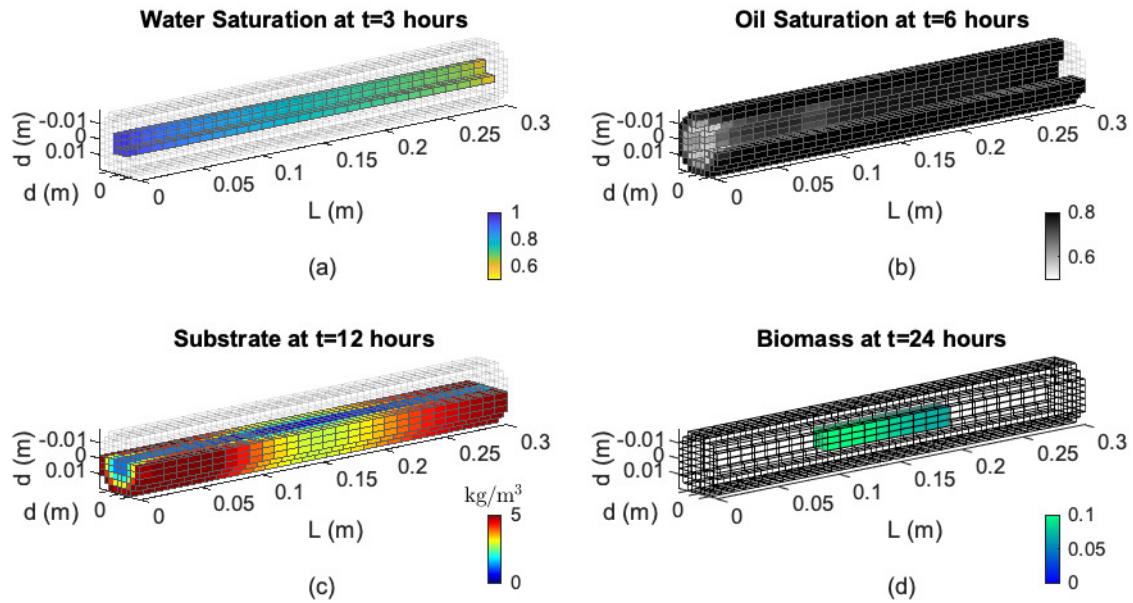 Water Saturation at t=3 hours
d (m)
-0.01
0
0.01
d (m)
0
0
0.05
0.1
0.15
0.2
0.25
0.3
L (m)
1
0.8
0.6
(a)
Oil Saturation at t=6 hours
d (m)
-0.01
0
0.01
d (m)
0
0
0.05
0.1
0.15
0.2
0.25
0.3
L (m)
0.8
0.6
(b)
Substrate at t=12 hours
d (m)
-0.01
0
0.01
d (m)
0
0
0.05
0.1
0.15
0.2
0.25
0.3
L (m)
kg/m³
5
0
(c)
Biomass at t=24 hours
d (m)
-0.01
0
0.01
d (m)
0
0
0.05
0.1
0.15
0.2
0.25
0.3
L (m)
0.1
0.05
0
(d)